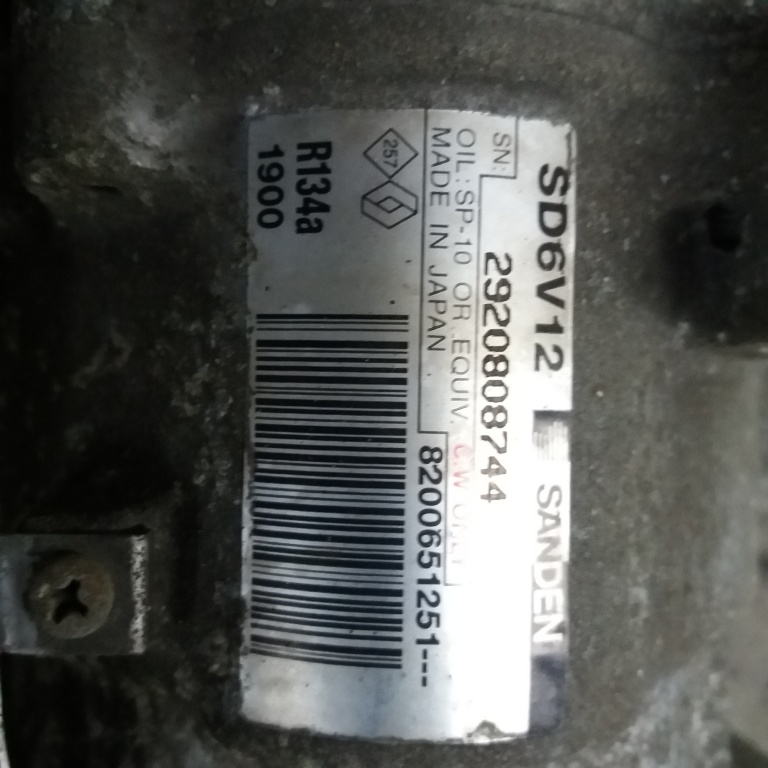 SD6V12 SANDEN
SN: 2920808744
OIL: SP-10 OR EQUIV.
MADE IN JAPAN
8200651251---
257
R134a
1900